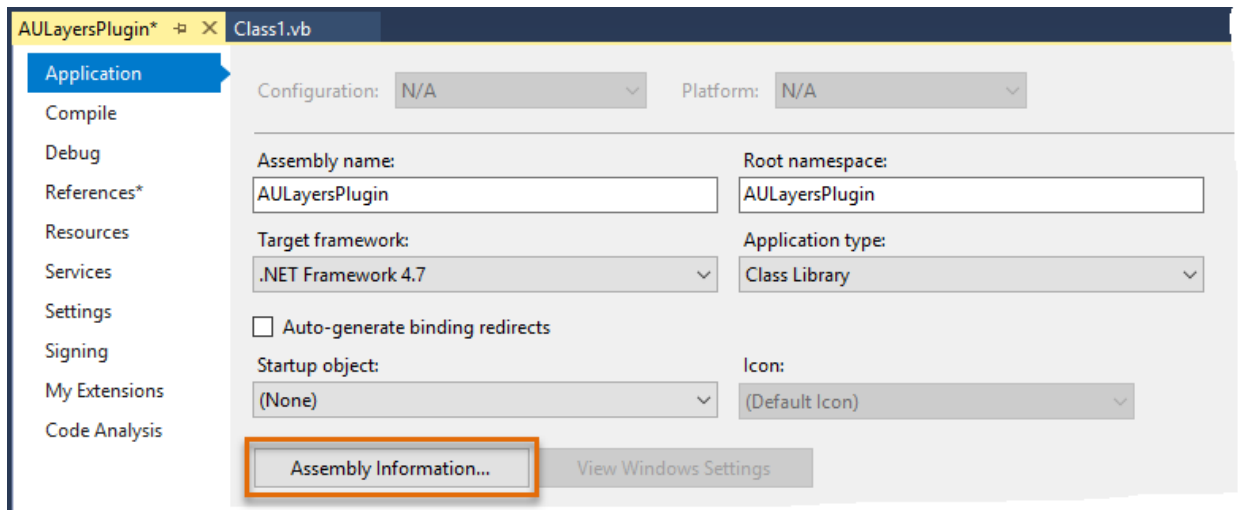 AULayersPlugin* Class1.vb
Application
Compile
Debug
References*
Resources
Services
Settings
Signing
My Extensions
Code Analysis
Configuration: N/A Platform: N/A
Assembly name: Root namespace:
AULayersPlugin AULayersPlugin
Target framework: Application type:
.NET Framework 4.7 Class Library
Auto-generate binding redirects
Startup object: Icon:
(None) (Default Icon)
Assembly Information... View Windows Settings